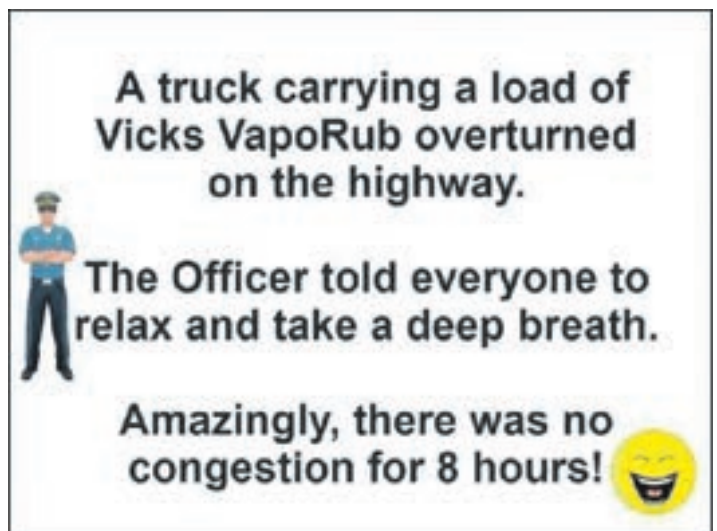 A truck carrying a load of
Vicks VapoRub overturned
on the highway.
The Officer told everyone to
relax and take a deep breath.
Amazingly, there was no
congestion for 8 hours!